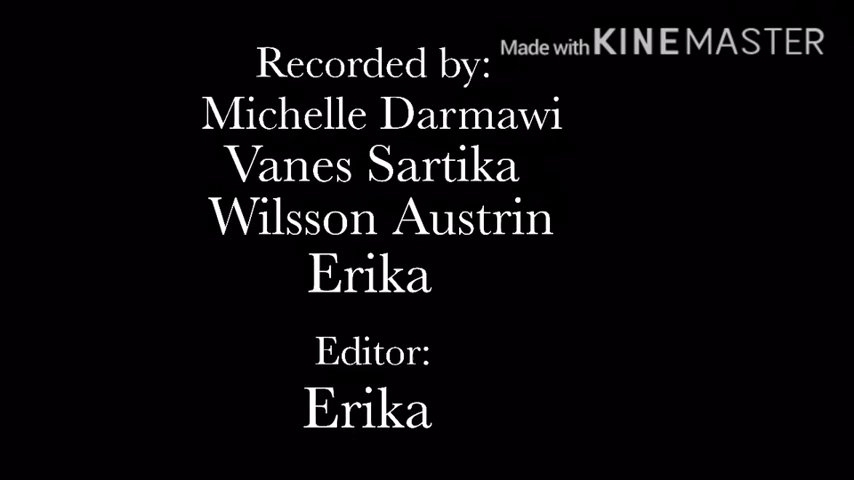 Made with KINEMASTER
Recorded by:
Michelle Darmawi
Vanes Sartika
Wilsson Austrin
Erika
Editor:
Erika